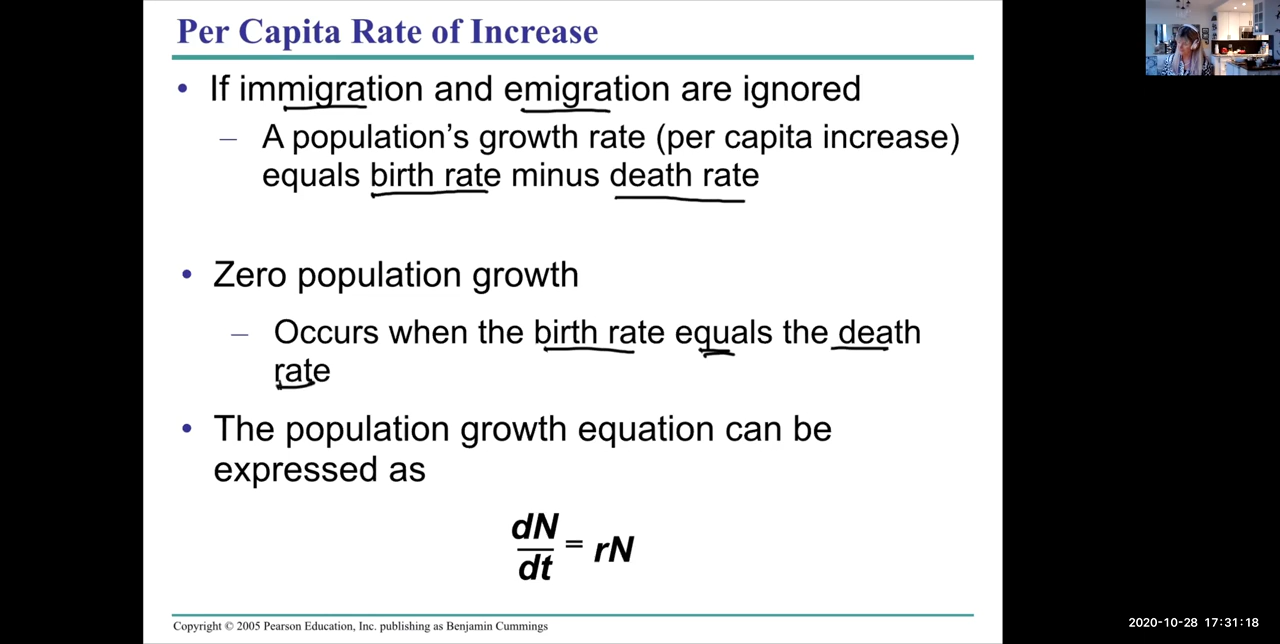 Per Capita Rate of Increase
• If immigration and emigration are ignored
– A population’s growth rate (per capita increase)
equals birth rate minus death rate
• Zero population growth
– Occurs when the birth rate equals the death
rate
• The population growth equation can be
expressed as
dN/dt = rN
Copyright © 2005 Pearson Education, Inc. publishing as Benjamin Cummings
2020-10-28 17:31:18